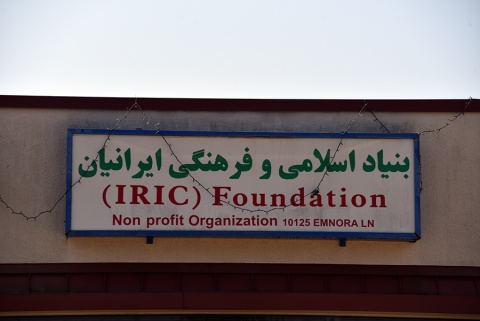 بنیاد اسلامی و فرهنگی ایرانیان
(IRIC) Foundation
Non profit Organization 10125 EMNORA LN